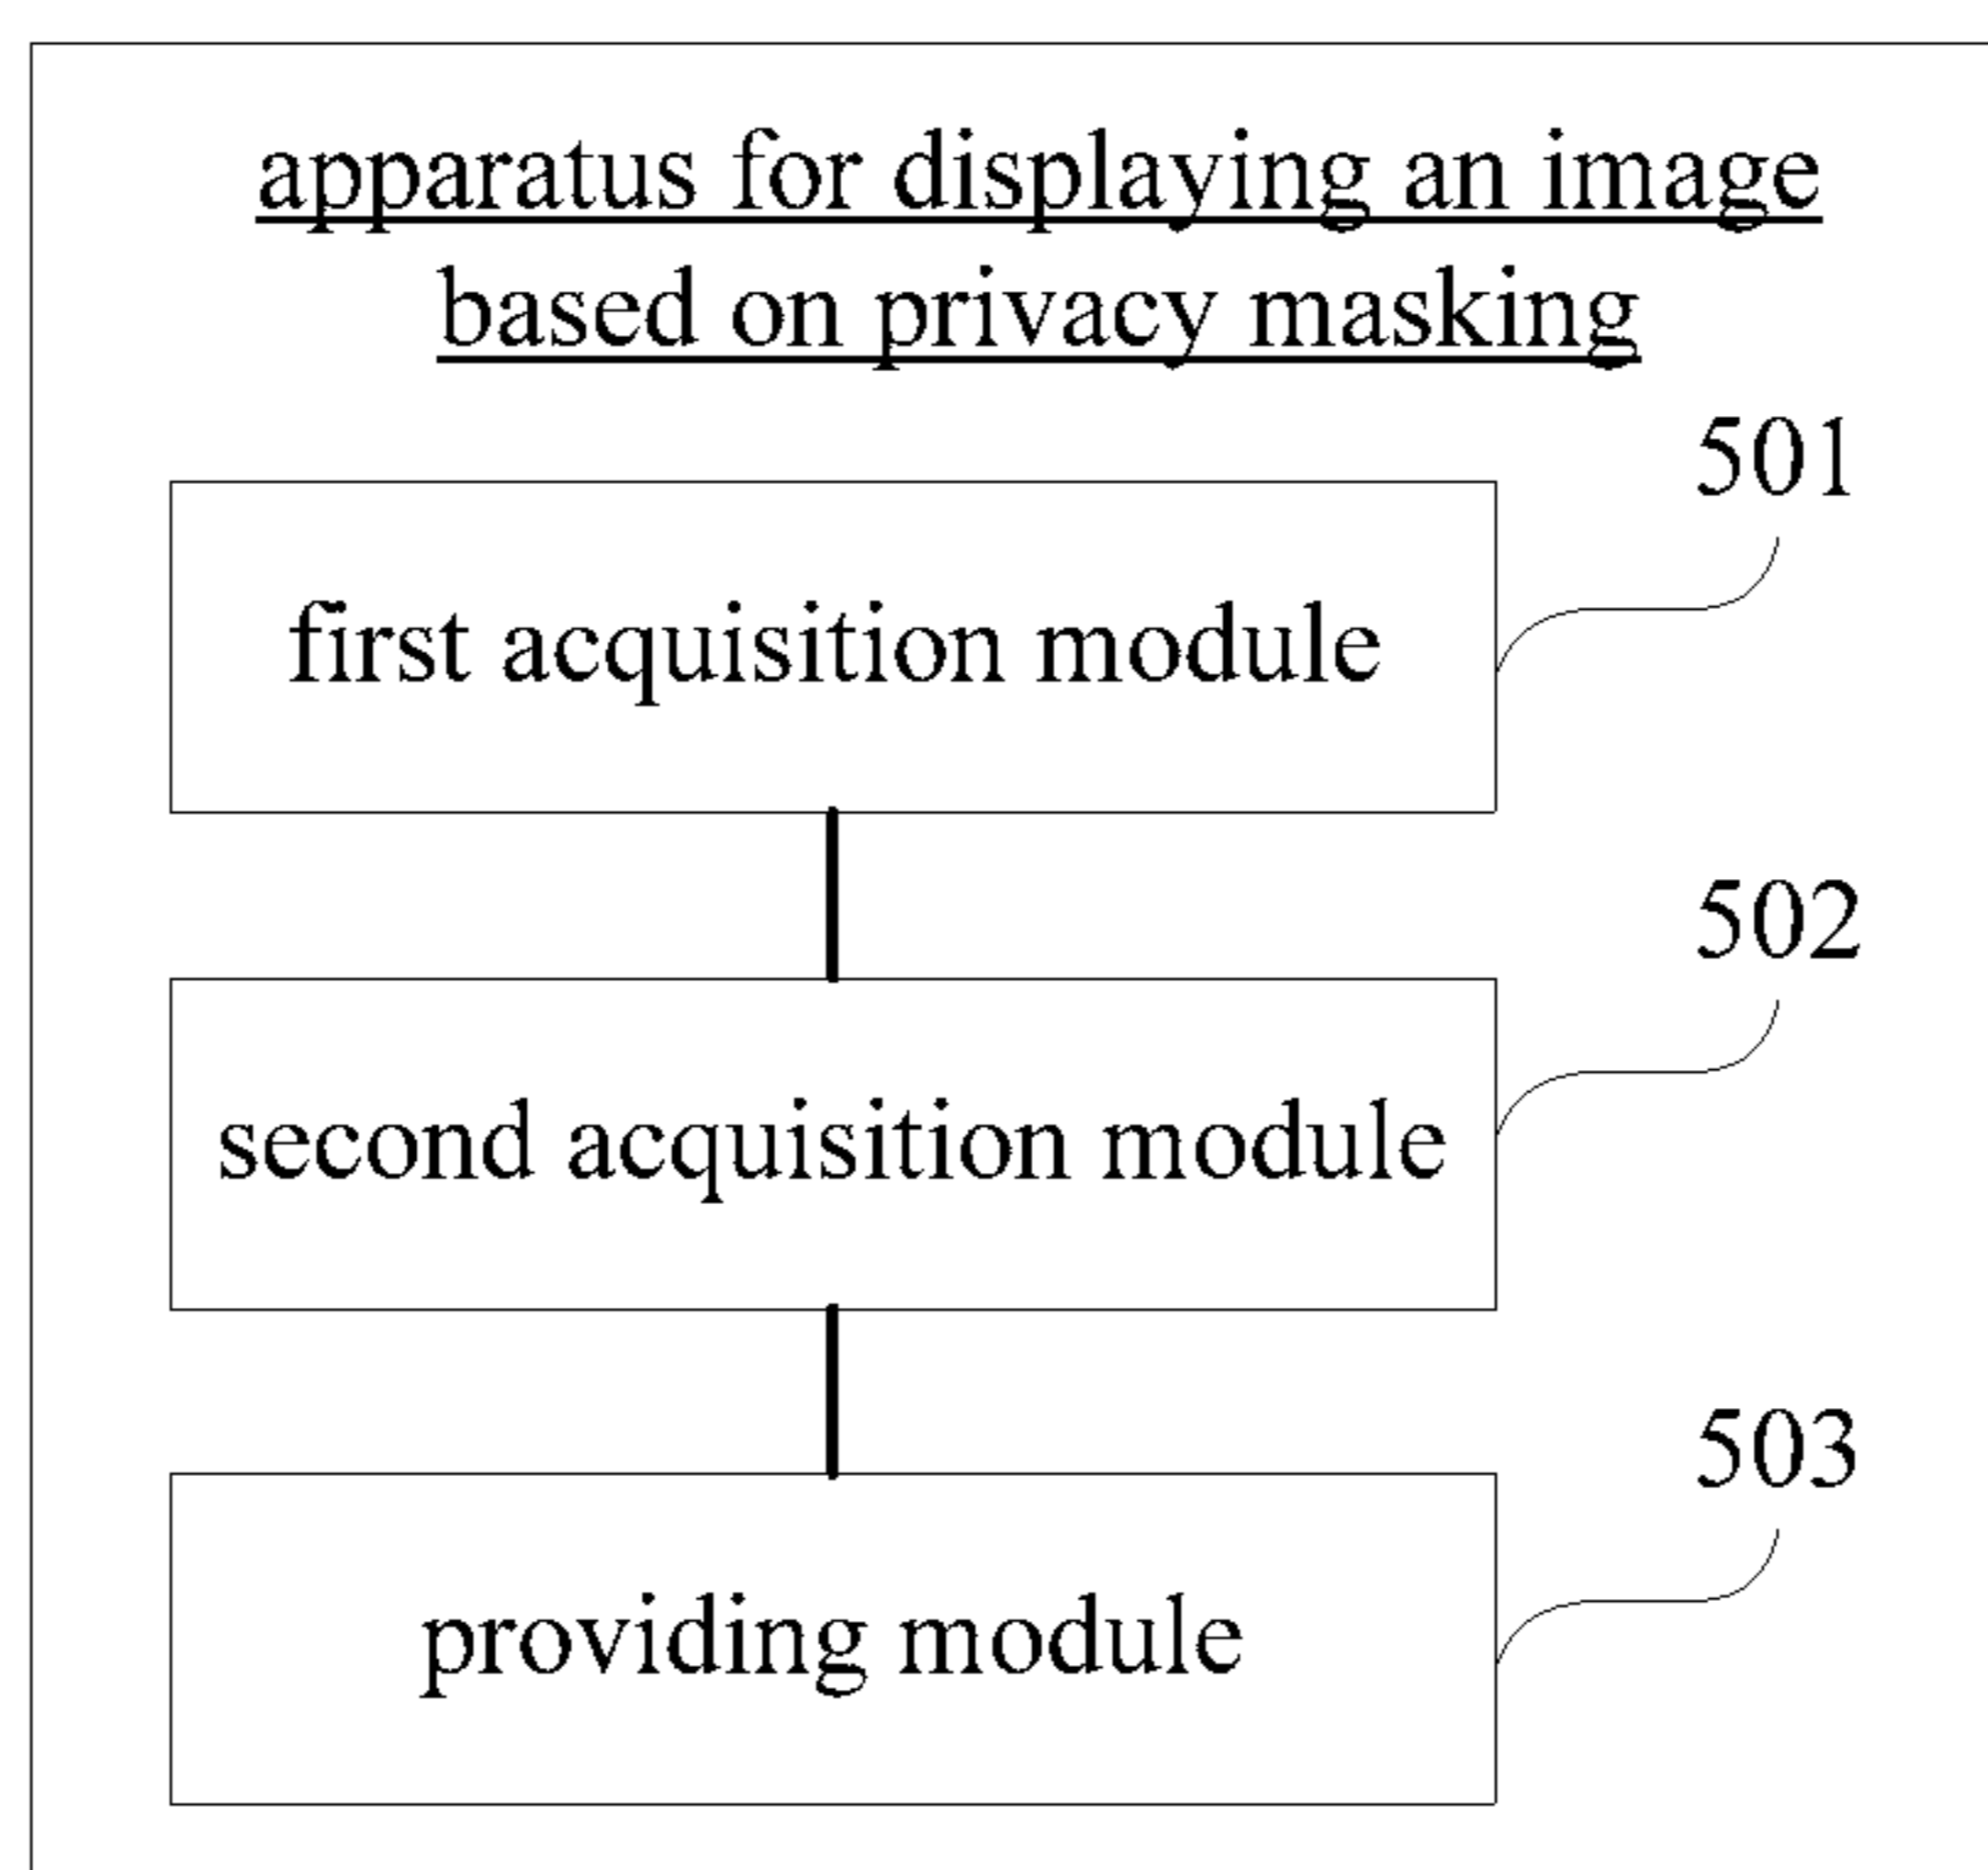 apparatus for displaying an image
based on privacy masking
501
first acquisition module
502
second acquisition module
503
providing module